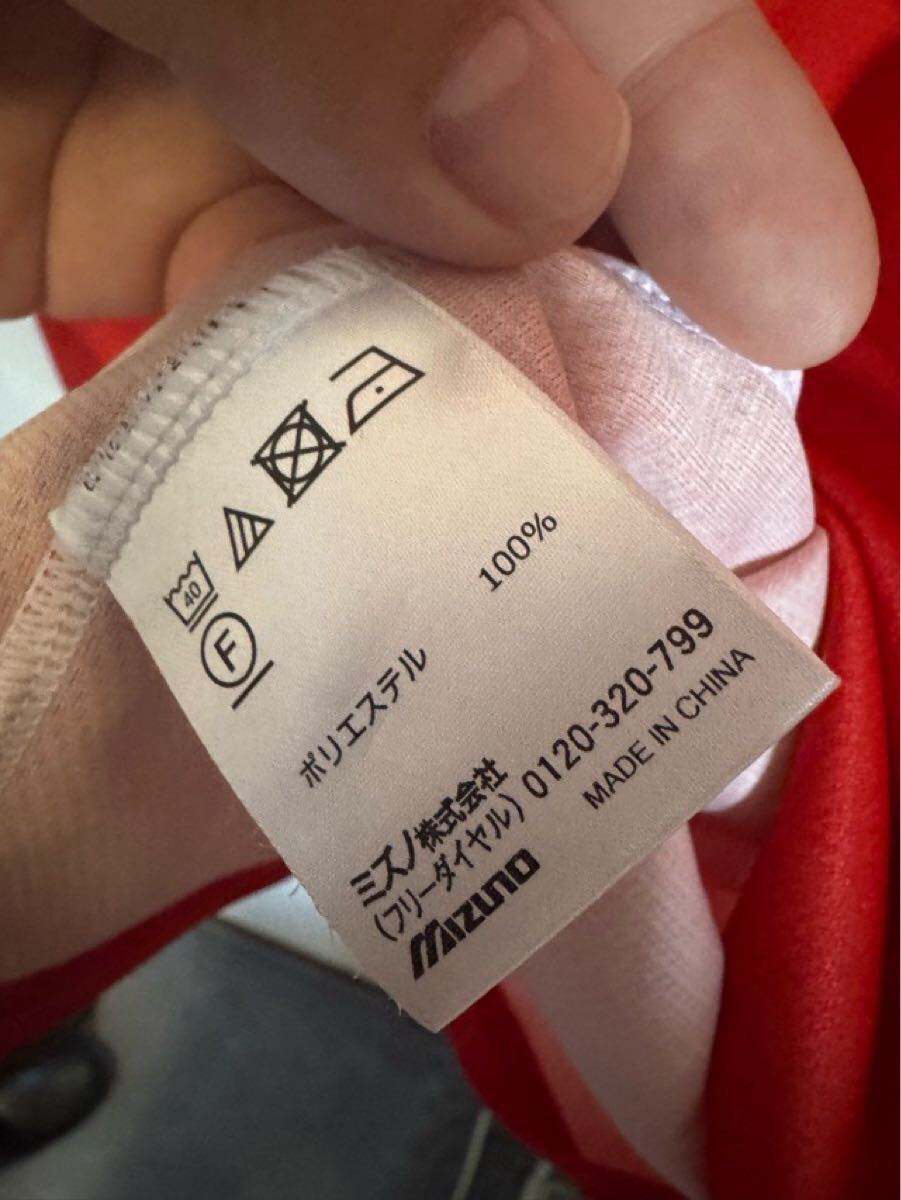 40
F
ポリエステル 100%
ミズノ株式会社
(フリーダイヤル) 0120-320-799
MIZUNO MADE IN CHINA